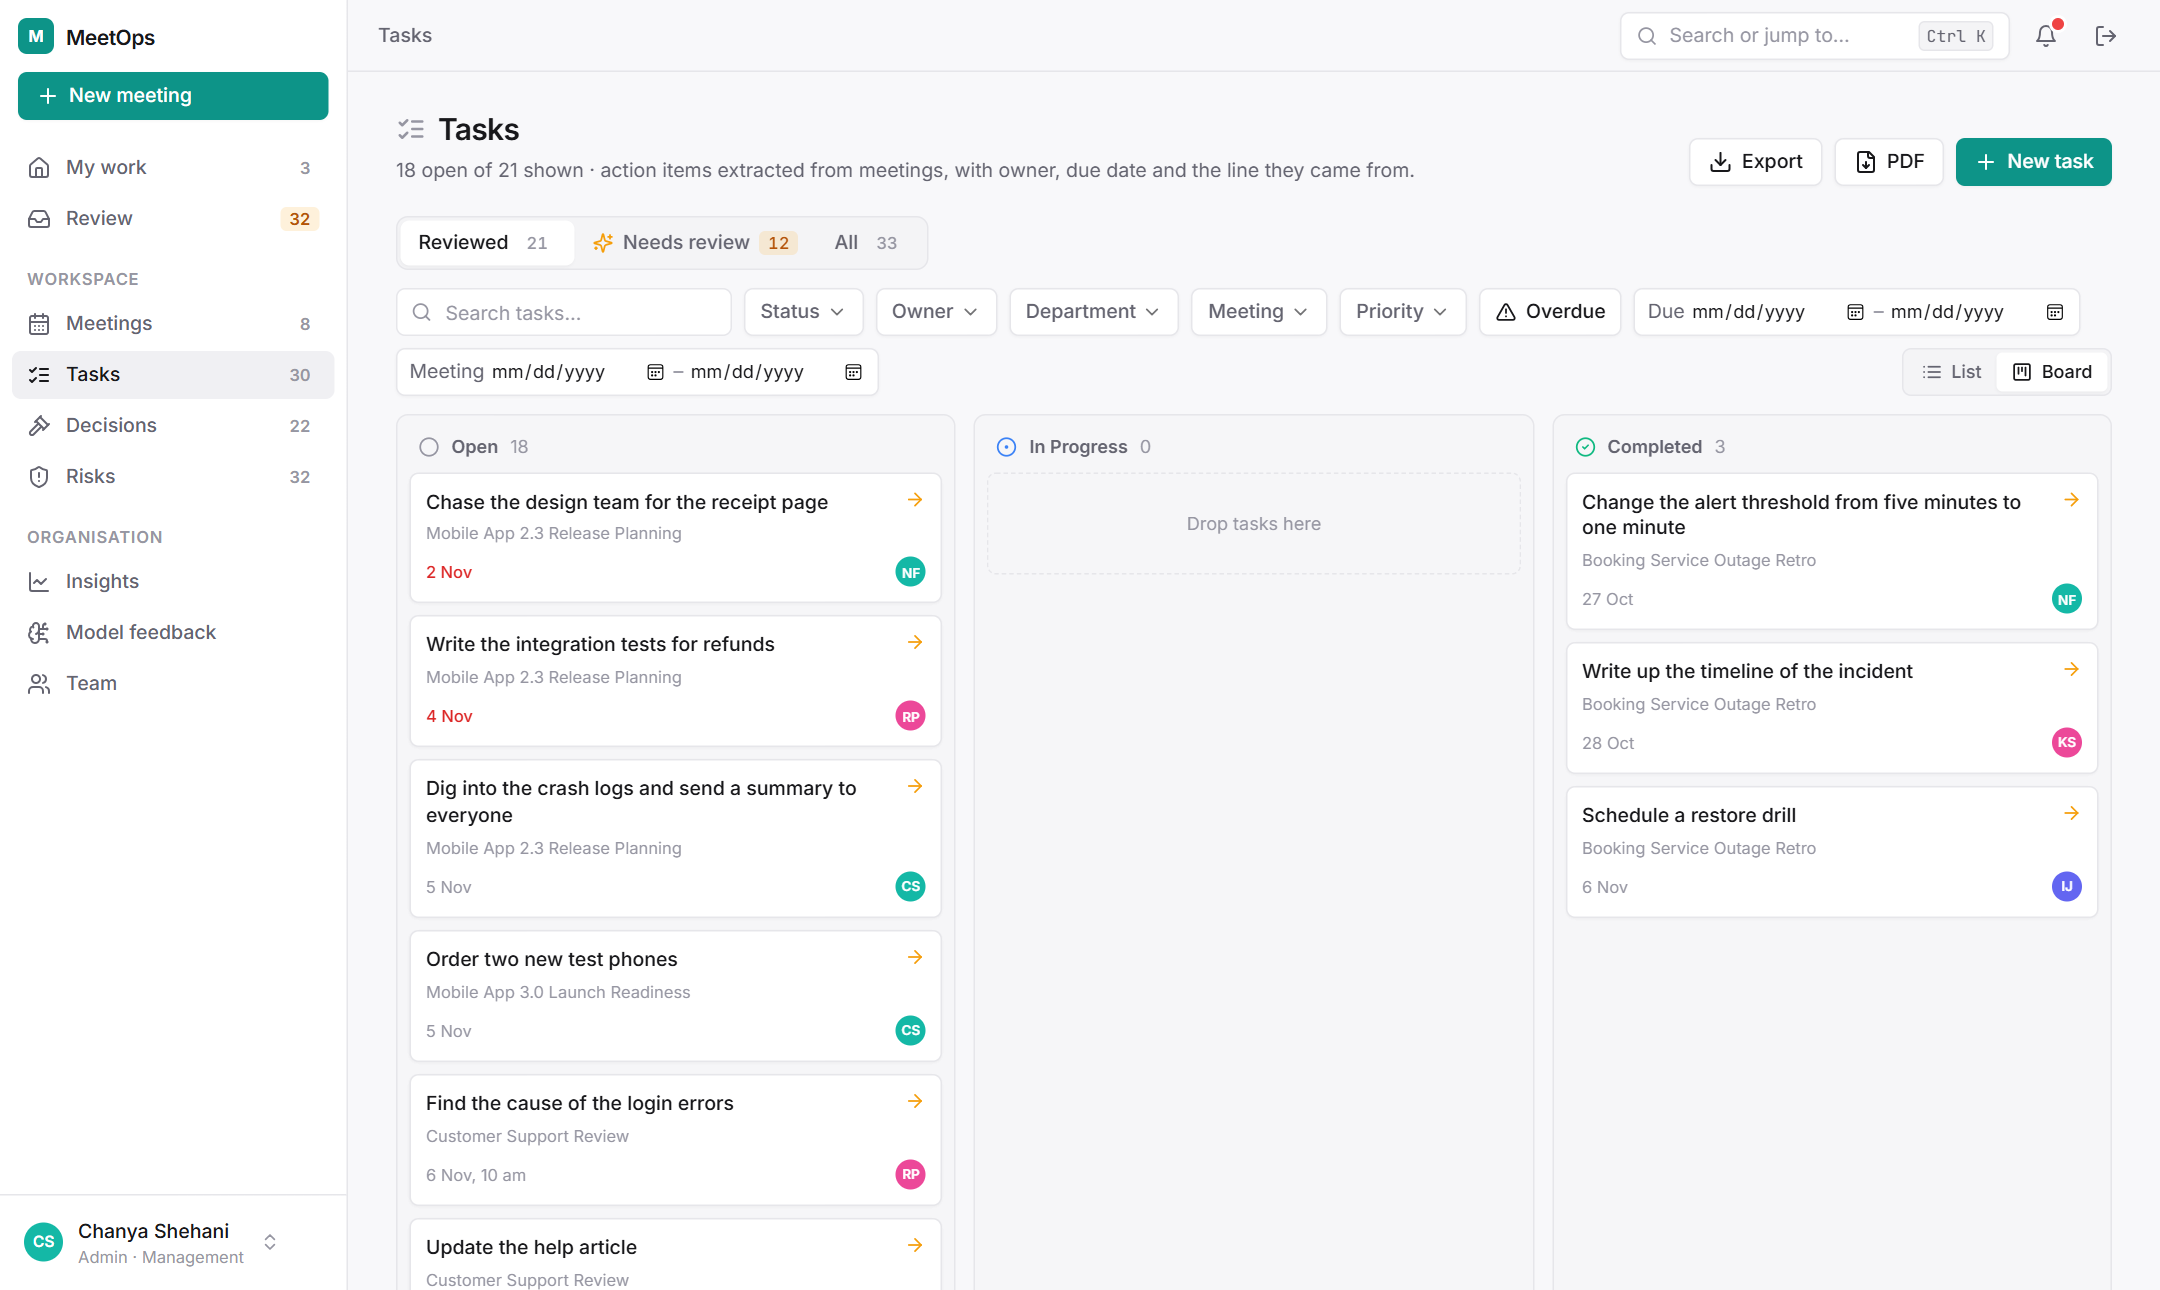 M MeetOps
New meeting
My work 3
Review 32
WORKSPACE
Meetings 8
Tasks 30
Decisions 22
Risks 32
ORGANISATION
Insights
Model feedback
Team
CS Chanya Shehani
Admin · Management
Tasks
Search or jump to... Ctrl K
Tasks
18 open of 21 shown · action items extracted from meetings, with owner, due date and the line they came from.
Export PDF New task
Reviewed 21 Needs review 12 All 33
Search tasks... Status Owner Department Meeting Priority Overdue Due mm/dd/yyyy – mm/dd/yyyy
Meeting mm/dd/yyyy – mm/dd/yyyy List Board
Open 18
Chase the design team for the receipt page
Mobile App 2.3 Release Planning
2 Nov NF
Write the integration tests for refunds
Mobile App 2.3 Release Planning
4 Nov RP
Dig into the crash logs and send a summary to
everyone
Mobile App 2.3 Release Planning
5 Nov CS
Order two new test phones
Mobile App 3.0 Launch Readiness
5 Nov CS
Find the cause of the login errors
Customer Support Review
6 Nov, 10 am RP
Update the help article
Customer Support Review
In Progress 0
Drop tasks here
Completed 3
Change the alert threshold from five minutes to
one minute
Booking Service Outage Retro
27 Oct NF
Write up the timeline of the incident
Booking Service Outage Retro
28 Oct KS
Schedule a restore drill
Booking Service Outage Retro
6 Nov IJ